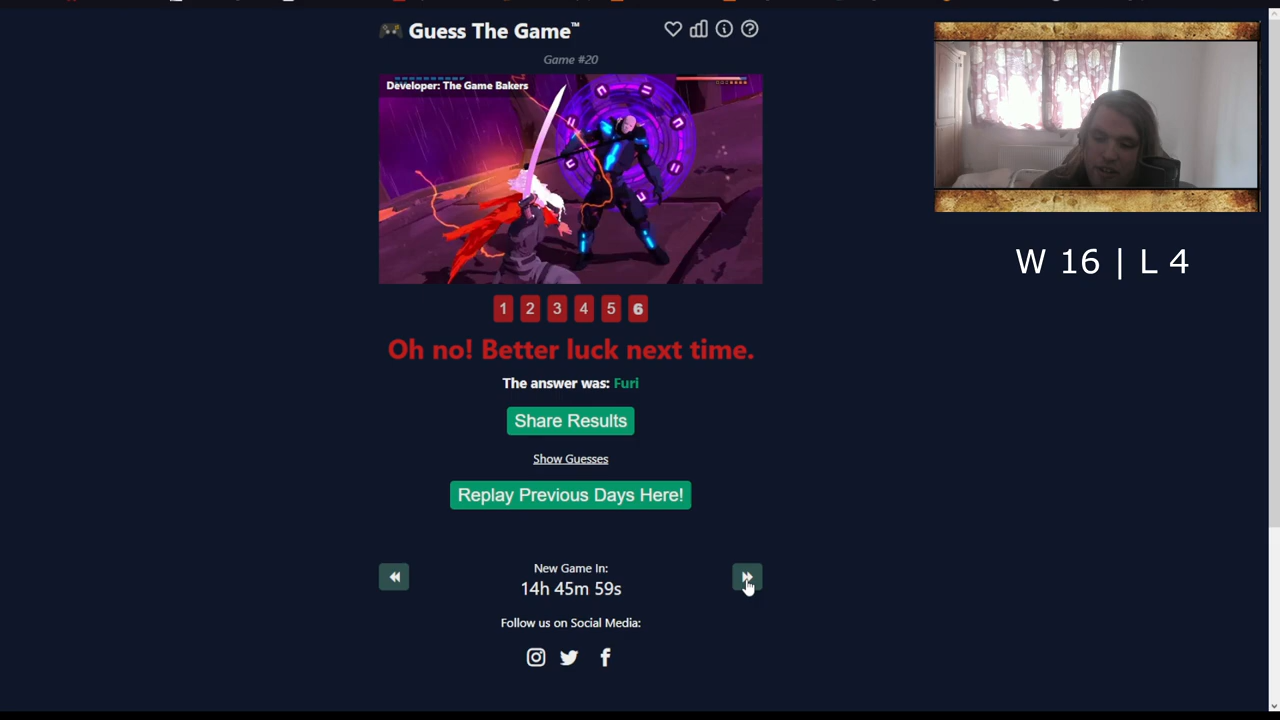 Guess The Game™
Game #20
Developer: The Game Bakers
1 2 3 4 5 6
Oh no! Better luck next time.
The answer was: Furi
Share Results
Show Guesses
Replay Previous Days Here!
New Game In:
14h 45m 59s
Follow us on Social Media:
W 16 | L 4